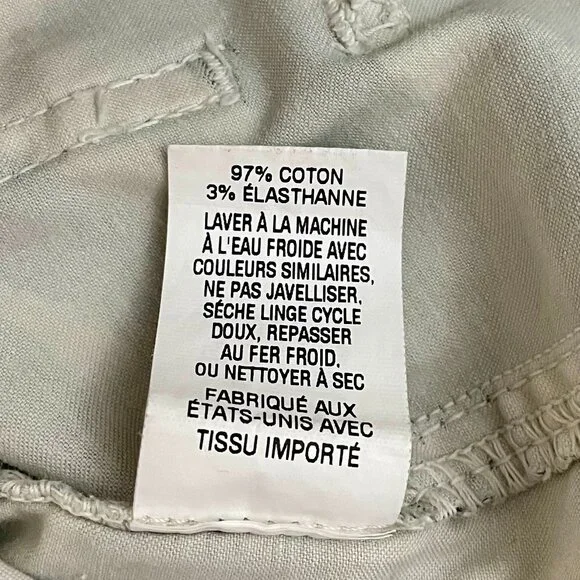 97% COTON
3% ÉLASTHANNE
LAVER À LA MACHINE
À L'EAU FROIDE AVEC
COULEURS SIMILAIRES,
NE PAS JAVELLISER,
SÉCHE LINGE CYCLE
DOUX, REPASSER
AU FER FROID,
OU NETTOYER À SEC
FABRIQUÉ AUX
ÉTATS-UNIS AVEC
TISSU IMPORTÉ